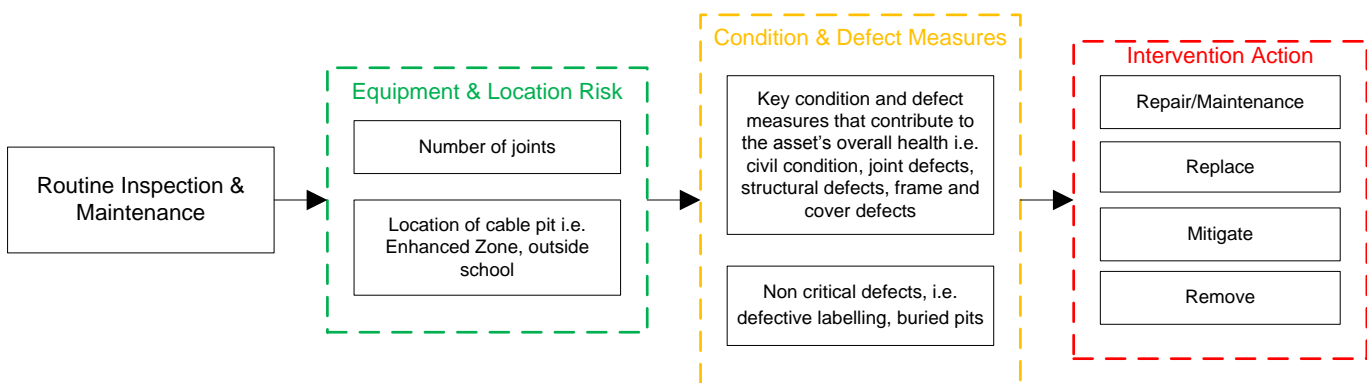 Routine Inspection &
Maintenance
Equipment & Location Risk
Number of joints
Location of cable pit i.e.
Enhanced Zone, outside
school
Condition & Defect Measures
Key condition and defect
measures that contribute to
the asset's overall health i.e.
civil condition, joint defects,
structural defects, frame and
cover defects
Non critical defects, i.e.
defective labelling, buried pits
Intervention Action
Repair/Maintenance
Replace
Mitigate
Remove